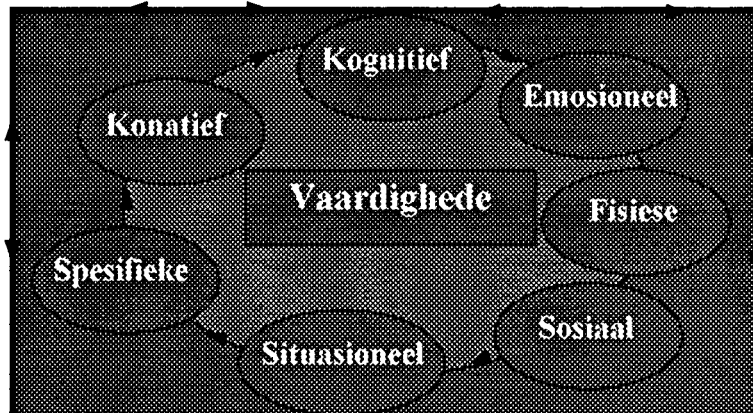 Kognitief
Emosioneel
Konatief
Vaardighede
Fisiese
Spesifieke
Sosiaal
Situasioneel